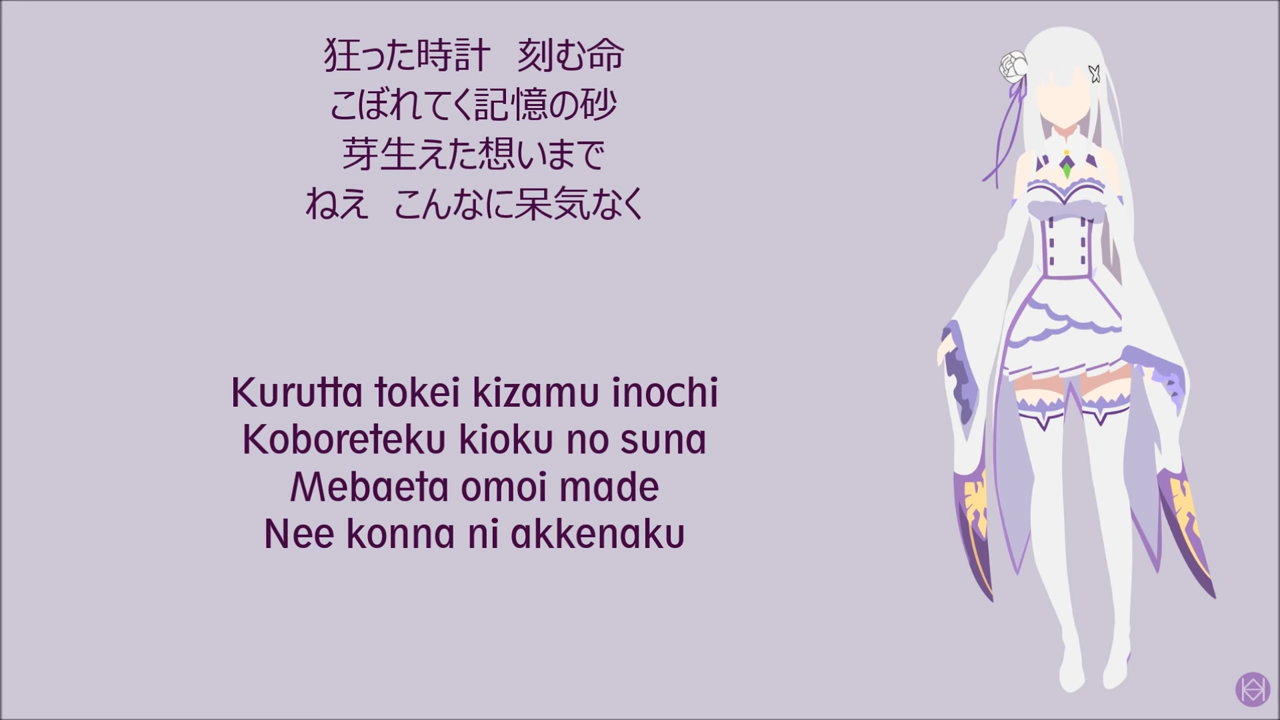 狂った時計　刻む命
こぼれてく記憶の砂
芽生えた想いまで
ねえ　こんなに呆気なく
Kurutta tokei kizamu inochi
Koboreteku kioku no suna
Mebaeta omoi made
Nee konna ni akkenaku